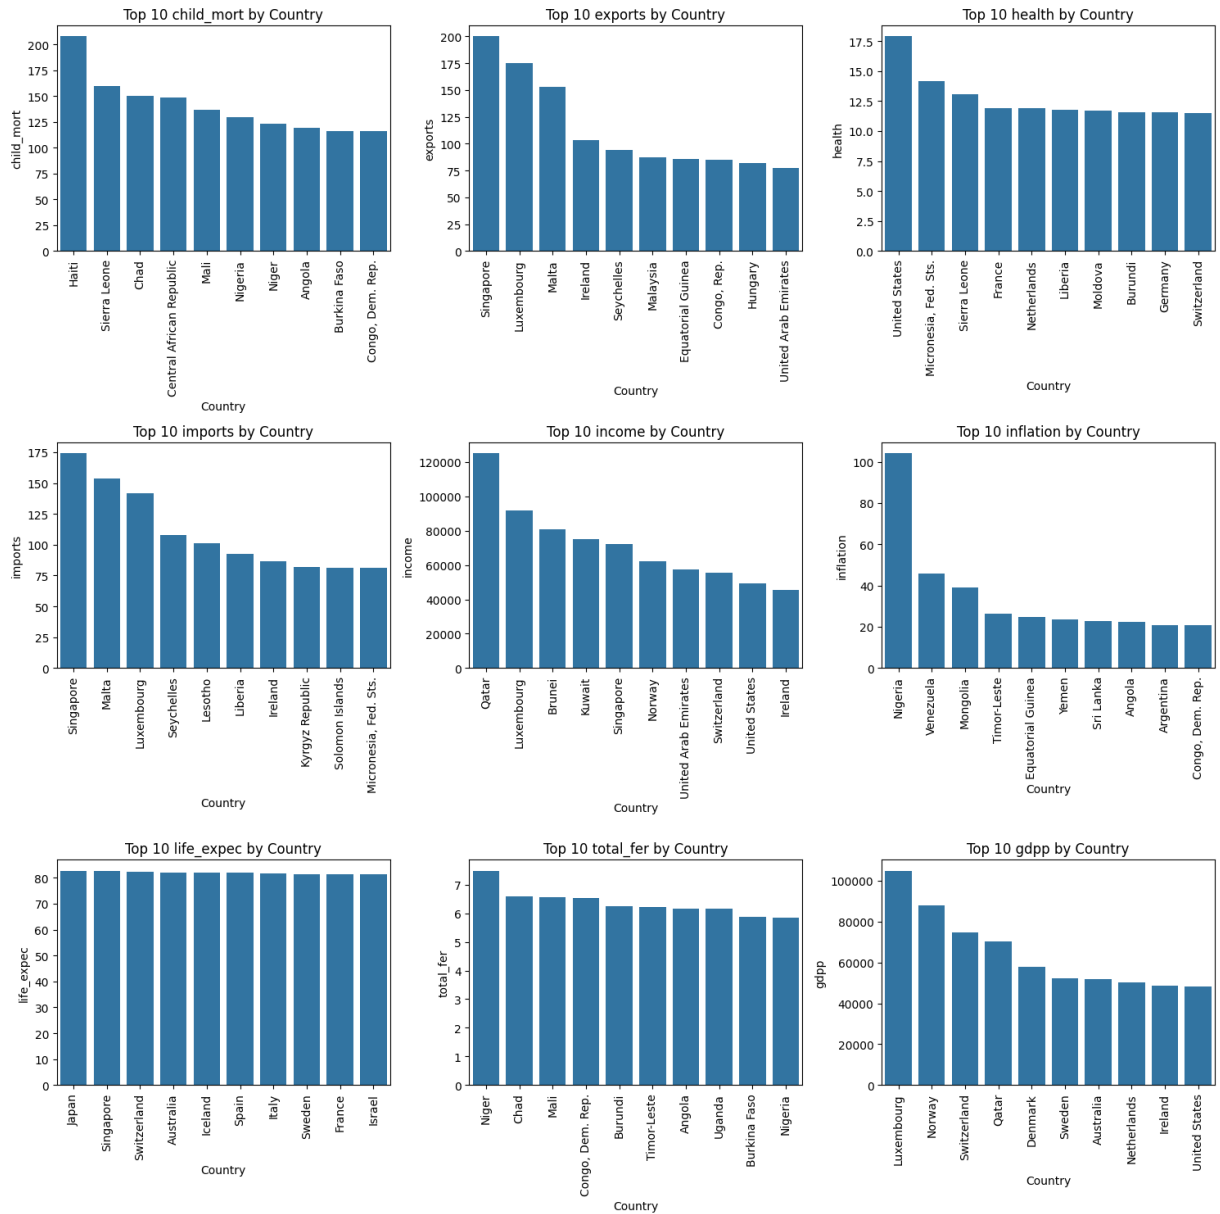 Top 10 child_mort by Country
child_mort
200
175
150
125
100
75
50
25
0
Haiti
Sierra Leone
Chad
Central African Republic
Mali
Nigeria
Niger
Angola
Burkina Faso
Congo, Dem. Rep.
Country
Top 10 exports by Country
exports
200
175
150
125
100
75
50
25
0
Singapore
Luxembourg
Malta
Ireland
Seychelles
Malaysia
Equatorial Guinea
Congo, Rep.
Hungary
United Arab Emirates
Country
Top 10 health by Country
health
17.5
15.0
12.5
10.0
7.5
5.0
2.5
0.0
United States
Micronesia, Fed. Sts.
Sierra Leone
France
Netherlands
Liberia
Moldova
Burundi
Germany
Switzerland
Country
Top 10 imports by Country
imports
175
150
125
100
75
50
25
0
Singapore
Malta
Luxembourg
Seychelles
Lesotho
Liberia
Ireland
Kyrgyz Republic
Solomon Islands
Micronesia, Fed. Sts.
Country
Top 10 income by Country
income
120000
100000
80000
60000
40000
20000
0
Qatar
Luxembourg
Brunei
Kuwait
Singapore
Norway
United Arab Emirates
Switzerland
United States
Ireland
Country
Top 10 inflation by Country
inflation
100
80
60
40
20
0
Nigeria
Venezuela
Mongolia
Timor-Leste
Equatorial Guinea
Yemen
Sri Lanka
Angola
Argentina
Congo, Dem. Rep.
Country
Top 10 life_expec by Country
life_expec
80
70
60
50
40
30
20
10
0
Japan
Singapore
Switzerland
Australia
Iceland
Spain
Italy
Sweden
France
Israel
Country
Top 10 total_fer by Country
total_fer
7
6
5
4
3
2
1
0
Niger
Chad
Mali
Congo, Dem. Rep.
Burundi
Timor-Leste
Angola
Uganda
Burkina Faso
Nigeria
Country
Top 10 gdpp by Country
gdpp
100000
80000
60000
40000
20000
0
Luxembourg
Norway
Switzerland
Qatar
Denmark
Sweden
Australia
Netherlands
Ireland
United States
Country